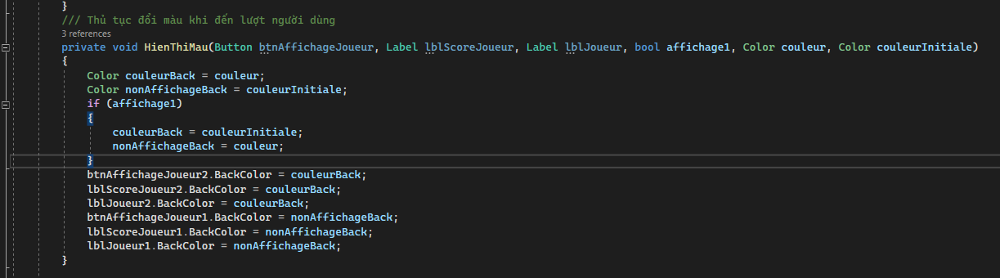 }
/// Thủ tục đổi màu khi đến lượt người dùng
3 references
private void HienThiMau(Button btnAffichageJoueur, Label lblScoreJoueur, Label lblJoueur, bool affichage1, Color couleur, Color couleurInitiale)
{
Color couleurBack = couleur;
Color nonAffichageBack = couleurInitiale;
if (affichage1)
{
couleurBack = couleurInitiale;
nonAffichageBack = couleur;
}
btnAffichageJoueur2.BackColor = couleurBack;
lblScoreJoueur2.BackColor = couleurBack;
lblJoueur2.BackColor = couleurBack;
btnAffichageJoueur1.BackColor = nonAffichageBack;
lblScoreJoueur1.BackColor = nonAffichageBack;
lblJoueur1.BackColor = nonAffichageBack;
}